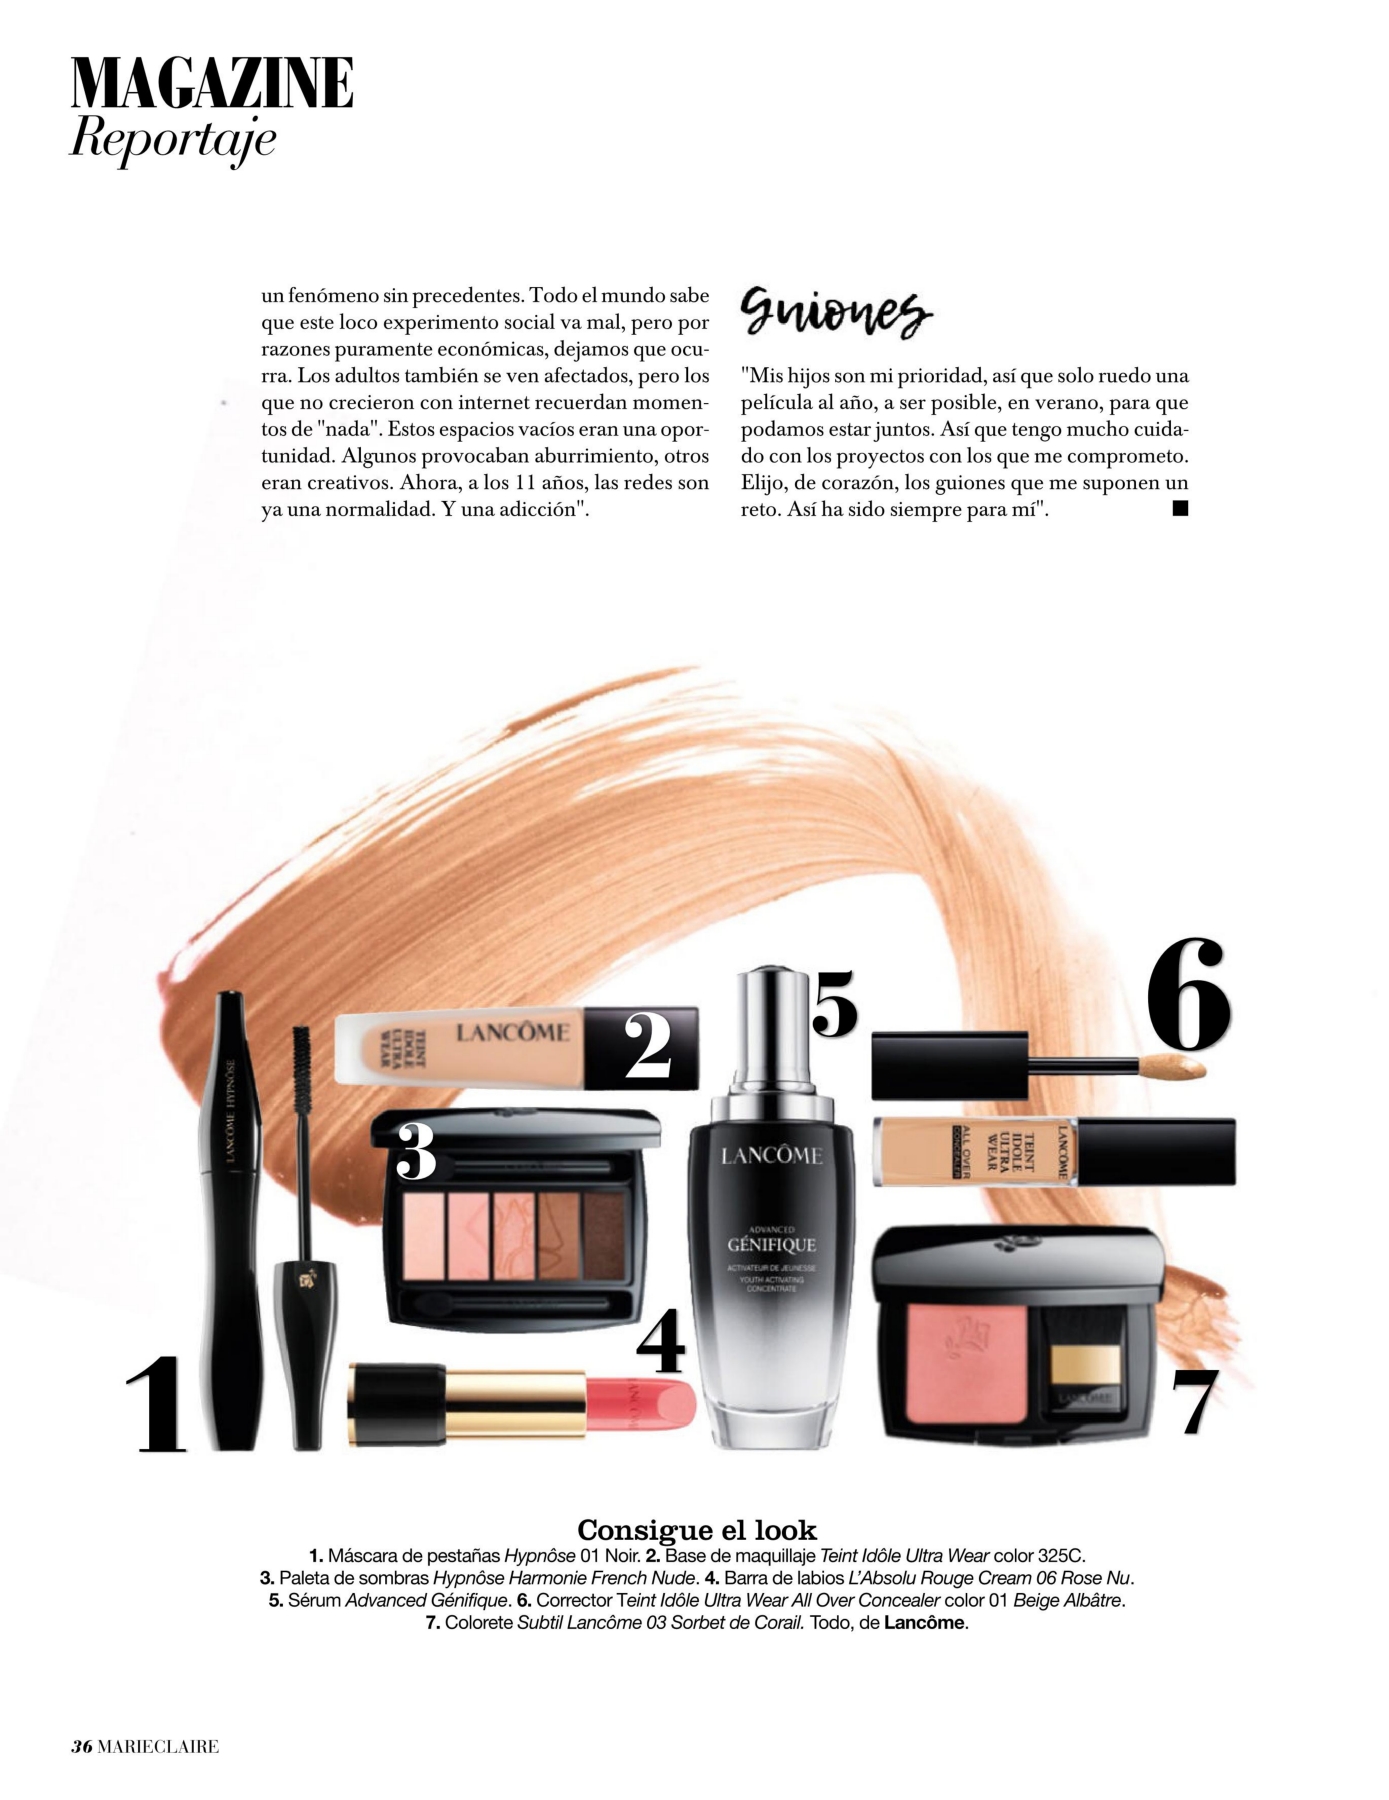 MAGAZINE
Reportaje
un fenómeno sin precedentes. Todo el mundo sabe
que este loco experimento social va mal, pero por
razones puramente económicas, dejamos que ocu-
rra. Los adultos también se ven afectados, pero los
que no crecieron con internet recuerdan momen-
tos de "nada". Estos espacios vacíos eran una opor-
tunidad. Algunos provocaban aburrimiento, otros
eran creativos. Ahora, a los 11 años, las redes son
ya una normalidad. Y una adicción".
Guiones
"Mis hijos son mi prioridad, así que solo ruedo una
película al año, a ser posible, en verano, para que
podamos estar juntos. Así que tengo mucho cuida-
do con los proyectos con los que me comprometo.
Elijo, de corazón, los guiones que me suponen un
reto. Así ha sido siempre para mí".
1
LANCÔME HYPNÔSE
2
LANCÔME
TEINT
IDOLE
ULTRA
WEAR
3
4
LANCÔME
5
LANCÔME
ADVANCED
GÉNIFIQUE
ACTIVATEUR DE JEUNESSE
YOUTH ACTIVATING
CONCENTRATE
6
LANCÔME
TEINT
IDOLE
ULTRA
WEAR
ALL OVER
CONCEALER
7
LANCÔME
Consigue el look
1. Máscara de pestañas Hypnôse 01 Noir. 2. Base de maquillaje Teint Idôle Ultra Wear color 325C.
3. Paleta de sombras Hypnôse Harmonie French Nude. 4. Barra de labios L'Absolu Rouge Cream 06 Rose Nu.
5. Sérum Advanced Génifique. 6. Corrector Teint Idôle Ultra Wear All Over Concealer color 01 Beige Albâtre.
7. Colorete Subtil Lancôme 03 Sorbet de Corail. Todo, de Lancôme.
36 MARIECLAIRE